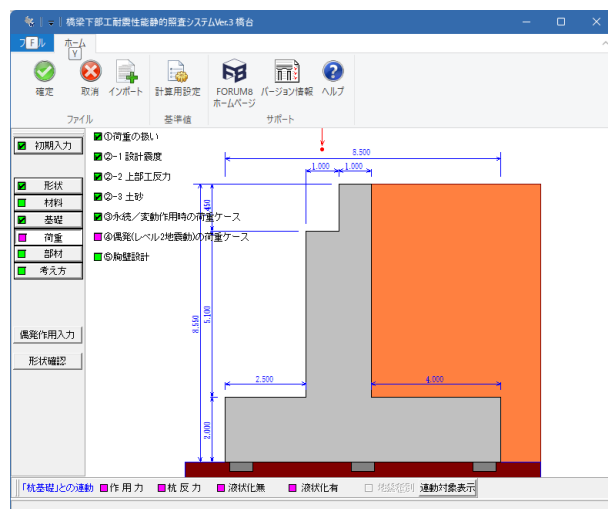 橋梁下部工耐震性能静的照査システムVer.3 橋台
ホーム
F
Y
確定
取消
インポート
計算用設定
FORUM8
ホームページ
バージョン情報
ヘルプ
ファイル
基準値
サポート
初期入力
形状
材料
基礎
荷重
部材
考え方
偶発作用入力
形状確認
①荷重の扱い
②-1 設計震度
②-2 上部工反力
②-3 土砂
③永続/変動作用時の荷重ケース
④偶発(レベル2地震動)の荷重ケース
⑤胸壁設計
8.500
1.000
1.000
5.100
8.550
2.500
4.000
2.000
「杭基礎」との連動
作用力
杭反力
液状化無
液状化有
地盤種別
連動対象表示